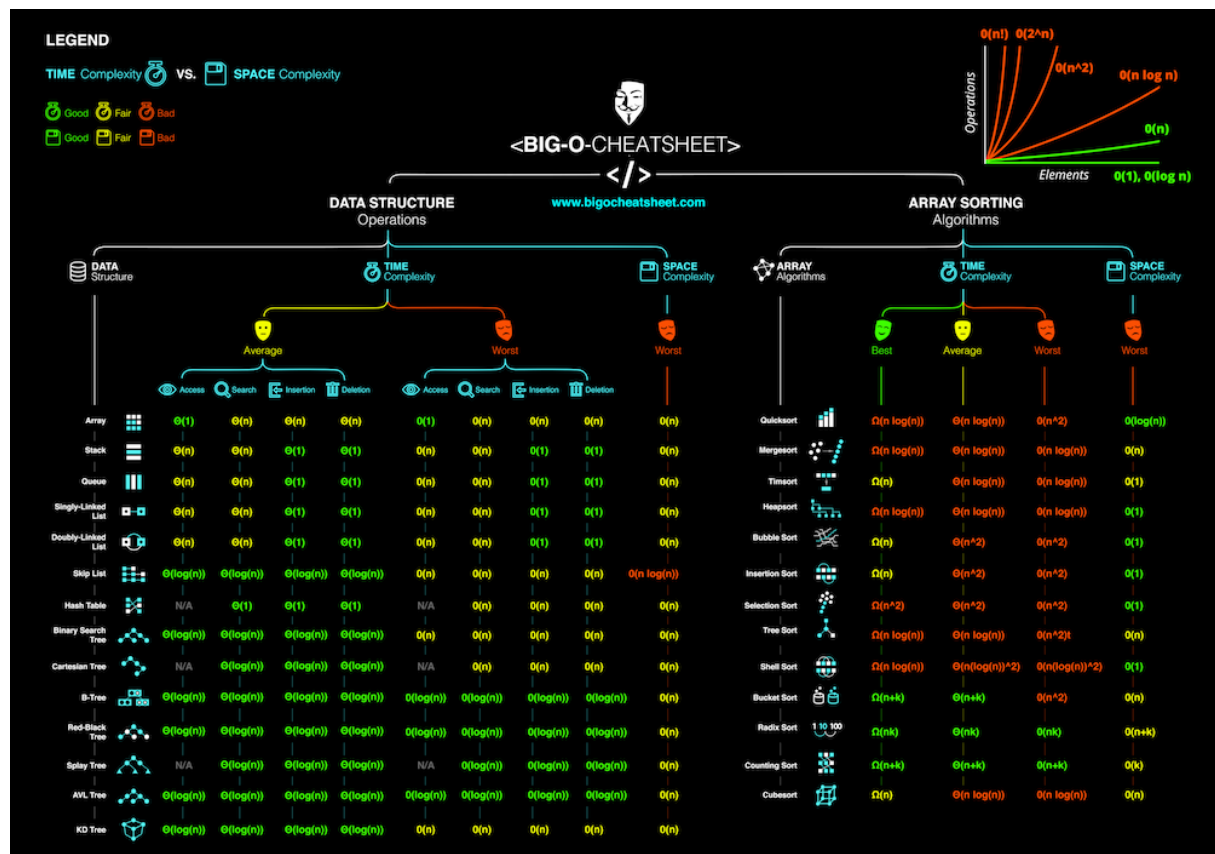 LEGEND
TIME Complexity VS. SPACE Complexity
Good Fair Bad
Good Fair Bad
<BIG-O-CHEATSHEET>
</>
www.bigocheatsheet.com
0(n!) 0(2^n)
0(n^2)
0(n log n)
0(n)
0(1), 0(log n)
Operations
Elements
DATA STRUCTURE
Operations
DATA
Structure
TIME
Complexity
SPACE
Complexity
Average Worst Worst
Access Search Insertion Deletion Access Search Insertion Deletion
Array Θ(1) Θ(n) Θ(n) Θ(n) 0(1) 0(n) 0(n) 0(n) 0(n)
Stack Θ(n) Θ(n) Θ(1) Θ(1) 0(n) 0(n) 0(1) 0(1) 0(n)
Queue Θ(n) Θ(n) Θ(1) Θ(1) 0(n) 0(n) 0(1) 0(1) 0(n)
Singly-Linked
List Θ(n) Θ(n) Θ(1) Θ(1) 0(n) 0(n) 0(1) 0(1) 0(n)
Doubly-Linked
List Θ(n) Θ(n) Θ(1) Θ(1) 0(n) 0(n) 0(1) 0(1) 0(n)
Skip List Θ(log(n)) Θ(log(n)) Θ(log(n)) Θ(log(n)) 0(n) 0(n) 0(n) 0(n) 0(n log(n))
Hash Table N/A Θ(1) Θ(1) Θ(1) N/A 0(n) 0(n) 0(n) 0(n)
Binary Search
Tree Θ(log(n)) Θ(log(n)) Θ(log(n)) Θ(log(n)) 0(n) 0(n) 0(n) 0(n) 0(n)
Cartesian Tree N/A Θ(log(n)) Θ(log(n)) Θ(log(n)) N/A 0(n) 0(n) 0(n) 0(n)
B-Tree Θ(log(n)) Θ(log(n)) Θ(log(n)) Θ(log(n)) 0(log(n)) 0(log(n)) 0(log(n)) 0(log(n)) 0(n)
Red-Black
Tree Θ(log(n)) Θ(log(n)) Θ(log(n)) Θ(log(n)) 0(log(n)) 0(log(n)) 0(log(n)) 0(log(n)) 0(n)
Splay Tree N/A Θ(log(n)) Θ(log(n)) Θ(log(n)) N/A 0(log(n)) 0(log(n)) 0(log(n)) 0(n)
AVL Tree Θ(log(n)) Θ(log(n)) Θ(log(n)) Θ(log(n)) 0(log(n)) 0(log(n)) 0(log(n)) 0(log(n)) 0(n)
KD Tree Θ(log(n)) Θ(log(n)) Θ(log(n)) Θ(log(n)) 0(n) 0(n) 0(n) 0(n) 0(n)
ARRAY SORTING
Algorithms
ARRAY
Algorithms
TIME
Complexity
SPACE
Complexity
Best Average Worst Worst
Quicksort Ω(n log(n)) Θ(n log(n)) 0(n^2) 0(log(n))
Mergesort Ω(n log(n)) Θ(n log(n)) 0(n log(n)) 0(n)
Timsort Ω(n) Θ(n log(n)) 0(n log(n)) 0(1)
Heapsort Ω(n log(n)) Θ(n log(n)) 0(n log(n)) 0(1)
Bubble Sort Ω(n) Θ(n^2) 0(n^2) 0(1)
Insertion Sort Ω(n) Θ(n^2) 0(n^2) 0(1)
Selection Sort Ω(n^2) Θ(n^2) 0(n^2) 0(1)
Tree Sort Ω(n log(n)) Θ(n log(n)) 0(n^2)t 0(n)
Shell Sort Ω(n log(n)) Θ(n(log(n))^2) 0(n(log(n))^2) 0(1)
Bucket Sort Ω(n+k) Θ(n+k) 0(n^2) 0(n)
Radix Sort 1 10 100 Ω(nk) Θ(nk) 0(nk) 0(n+k)
Counting Sort Ω(n+k) Θ(n+k) 0(n+k) 0(k)
Cubesort Ω(n) Θ(n log(n)) 0(n log(n)) 0(n)